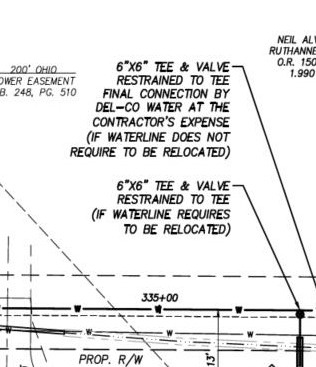 200' OHIO
OWER EASEMENT
B. 248, PG. 510
6"X6" TEE & VALVE
RESTRAINED TO TEE
FINAL CONNECTION BY
DEL-CO WATER AT THE
CONTRACTOR'S EXPENSE
(IF WATERLINE DOES NOT
REQUIRE TO BE RELOCATED)
NEIL AL
RUTHANNE
O.R. 150
1.990
6"X6" TEE & VALVE
RESTRAINED TO TEE
(IF WATERLINE REQUIRES
TO BE RELOCATED)
335+00
W W W
W W W W
PROP. R/W
13'